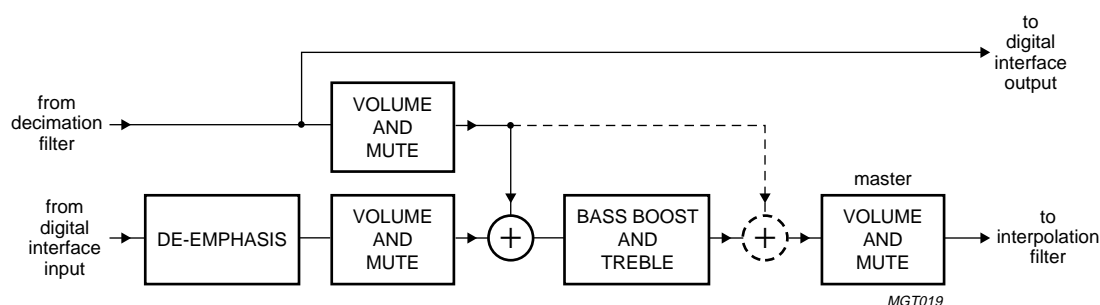 to
digital
interface
output
from
decimation
filter
VOLUME
AND
MUTE
from
digital
interface
input
DE-EMPHASIS
VOLUME
AND
MUTE
+
BASS BOOST
AND
TREBLE
+
master
VOLUME
AND
MUTE
to
interpolation
filter
MGT019